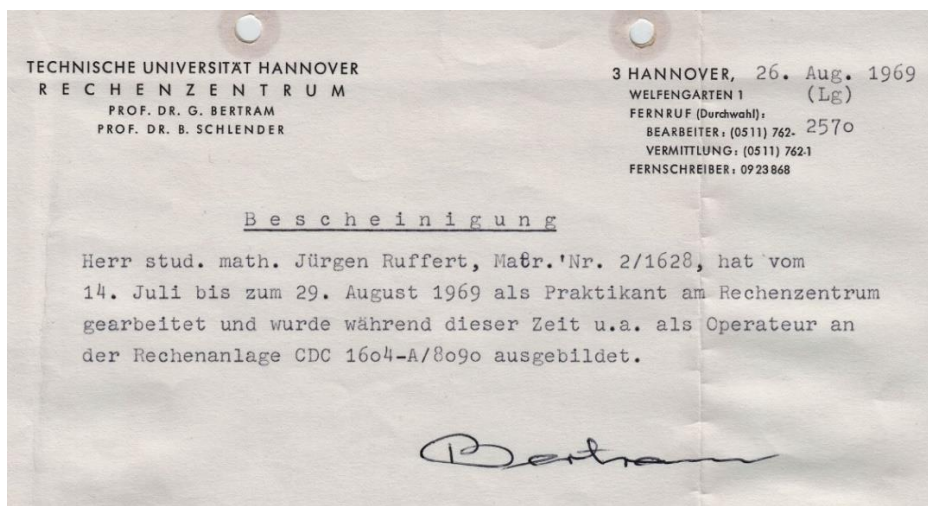 TECHNISCHE UNIVERSITÄT HANNOVER
RECHENZENTRUM
PROF. DR. G. BERTRAM
PROF. DR. B. SCHLENDER
3 HANNOVER, 26. Aug. 1969
WELFENGARTEN 1 (Lg)
FERNRUF (Durchwahl):
BEARBEITER: (0511) 762- 257o
VERMITTLUNG: (0511) 762-1
FERNSCHREIBER: 0923868
Bescheinigung
Herr stud. math. Jürgen Ruffert, Matr.'Nr. 2/1628, hat vom
14. Juli bis zum 29. August 1969 als Praktikant am Rechenzentrum
gearbeitet und wurde während dieser Zeit u.a. als Operateur an
der Rechenanlage CDC 16o4-A/8o9o ausgebildet.
Bertram